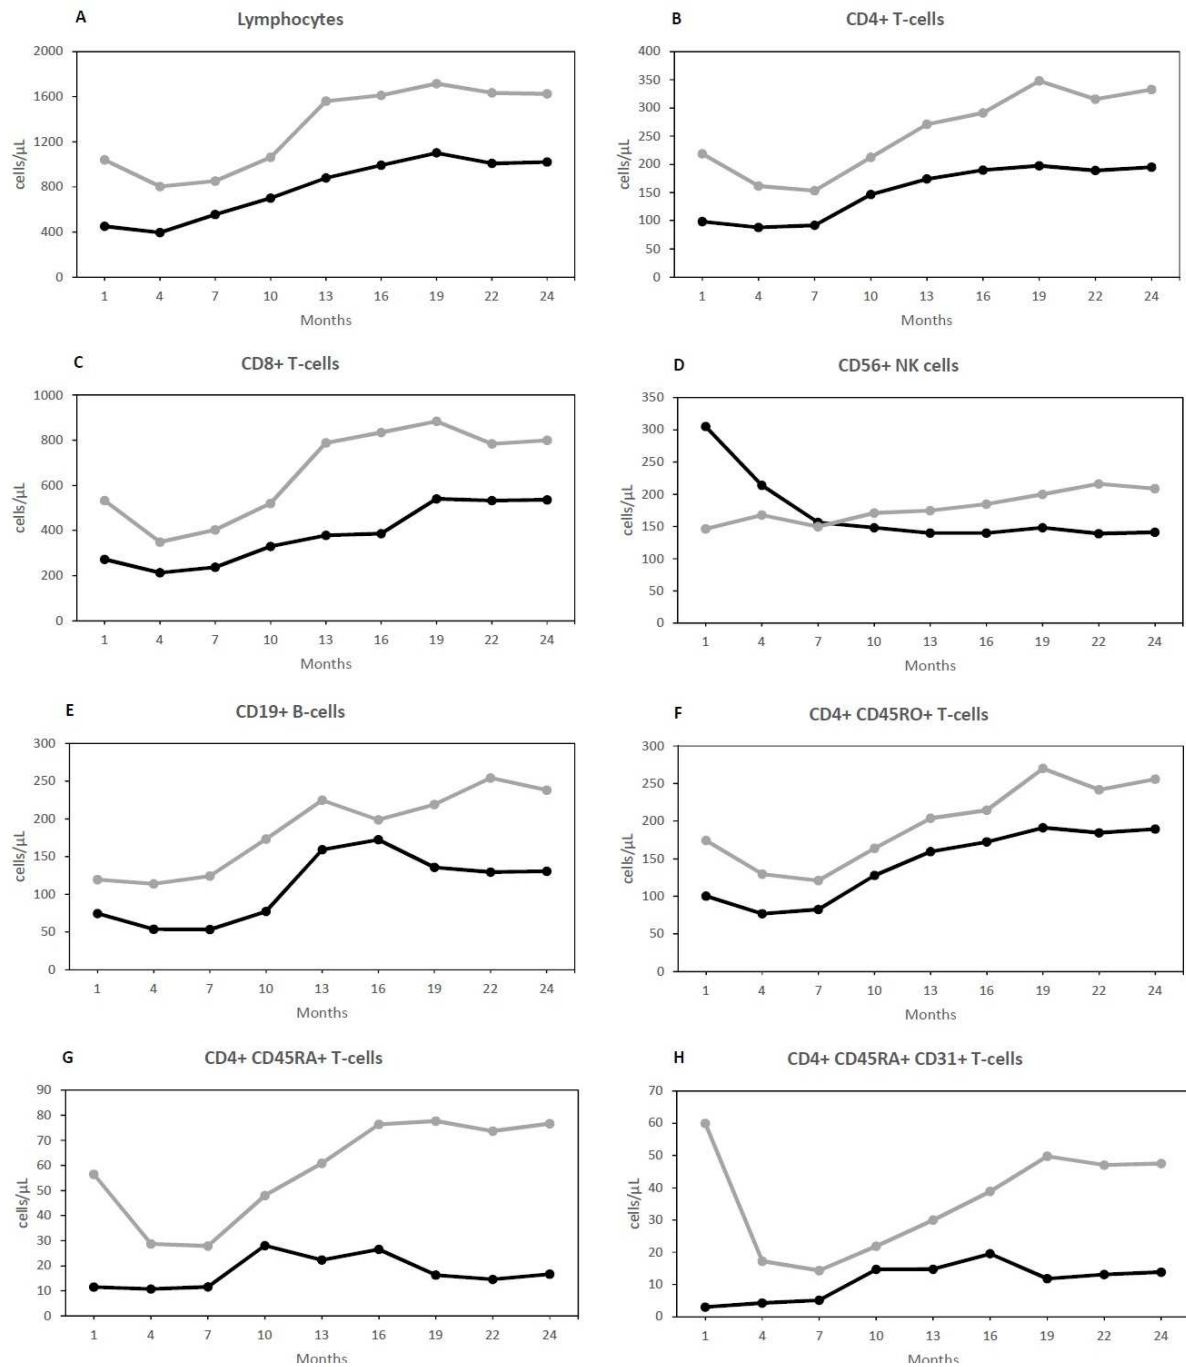 A
Lymphocytes
2000
1600
1200
800
400
0
cells/µL
1 4 7 10 13 16 19 22 24
Months
B
CD4+ T-cells
400
350
300
250
200
150
100
50
0
cells/µL
1 4 7 10 13 16 19 22 24
Months
C
CD8+ T-cells
1000
800
600
400
200
0
cells/µL
1 4 7 10 13 16 19 22 24
Months
D
CD56+ NK cells
350
300
250
200
150
100
50
0
cells/µL
1 4 7 10 13 16 19 22 24
Months
E
CD19+ B-cells
300
250
200
150
100
50
0
cells/µL
1 4 7 10 13 16 19 22 24
Months
F
CD4+ CD45RO+ T-cells
300
250
200
150
100
50
0
cells/µL
1 4 7 10 13 16 19 22 24
Months
G
CD4+ CD45RA+ T-cells
90
80
70
60
50
40
30
20
10
0
cells/µL
1 4 7 10 13 16 19 22 24
Months
H
CD4+ CD45RA+ CD31+ T-cells
70
60
50
40
30
20
10
0
cells/µL
1 4 7 10 13 16 19 22 24
Months